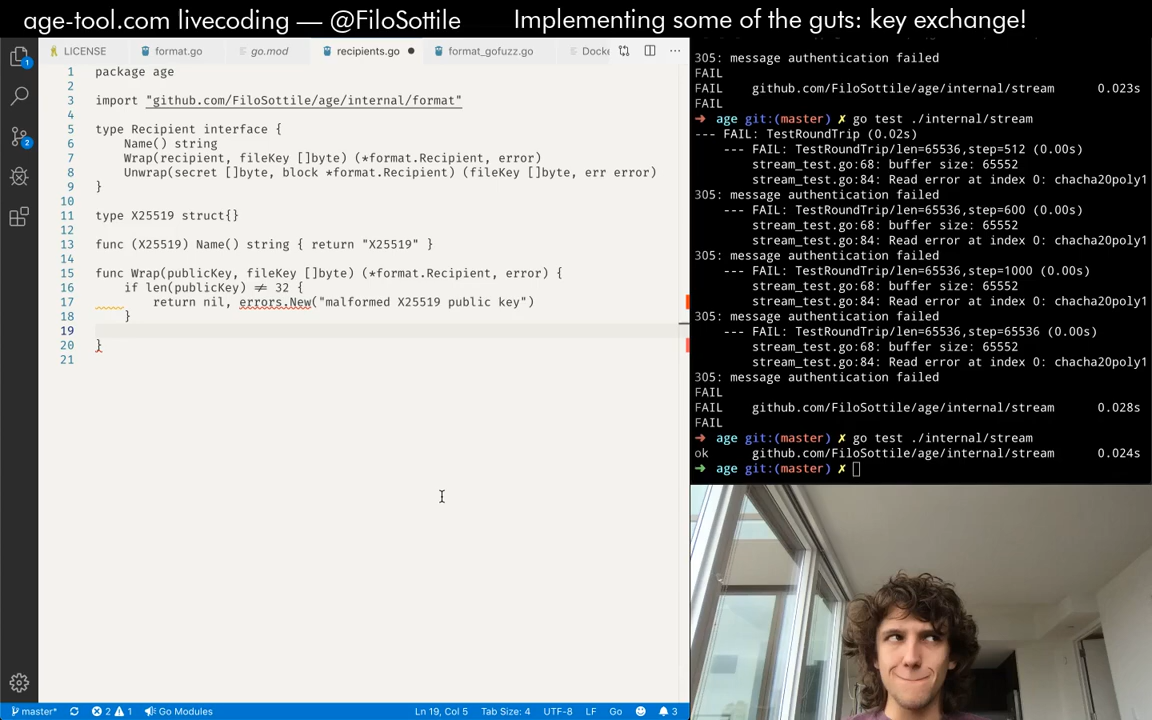 age-tool.com livecoding — @FiloSottile Implementing some of the guts: key exchange!
LICENSE format.go go.mod recipients.go format_gofuzz.go Docke
1 package age
2
3 import "github.com/FiloSottile/age/internal/format"
4
5 type Recipient interface {
6 Name() string
7 Wrap(recipient, fileKey []byte) (*format.Recipient, error)
8 Unwrap(secret []byte, block *format.Recipient) (fileKey []byte, err error)
9 }
10
11 type X25519 struct{}
12
13 func (X25519) Name() string { return "X25519" }
14
15 func Wrap(publicKey, fileKey []byte) (*format.Recipient, error) {
16 if len(publicKey) ≠ 32 {
17 return nil, errors.New("malformed X25519 public key")
18 }
19
20 }
21
1
2
master* 2 1 Go Modules Ln 19, Col 5 Tab Size: 4 UTF-8 LF Go 3
305: message authentication failed
FAIL
FAIL github.com/FiloSottile/age/internal/stream 0.023s
FAIL
➜ age git:(master) ✗ go test ./internal/stream
--- FAIL: TestRoundTrip (0.02s)
--- FAIL: TestRoundTrip/len=65536,step=512 (0.00s)
stream_test.go:68: buffer size: 65552
stream_test.go:84: Read error at index 0: chacha20poly1
305: message authentication failed
--- FAIL: TestRoundTrip/len=65536,step=600 (0.00s)
stream_test.go:68: buffer size: 65552
stream_test.go:84: Read error at index 0: chacha20poly1
305: message authentication failed
--- FAIL: TestRoundTrip/len=65536,step=1000 (0.00s)
stream_test.go:68: buffer size: 65552
stream_test.go:84: Read error at index 0: chacha20poly1
305: message authentication failed
--- FAIL: TestRoundTrip/len=65536,step=65536 (0.00s)
stream_test.go:68: buffer size: 65552
stream_test.go:84: Read error at index 0: chacha20poly1
305: message authentication failed
FAIL
FAIL github.com/FiloSottile/age/internal/stream 0.028s
FAIL
➜ age git:(master) ✗ go test ./internal/stream
ok github.com/FiloSottile/age/internal/stream 0.024s
➜ age git:(master) ✗